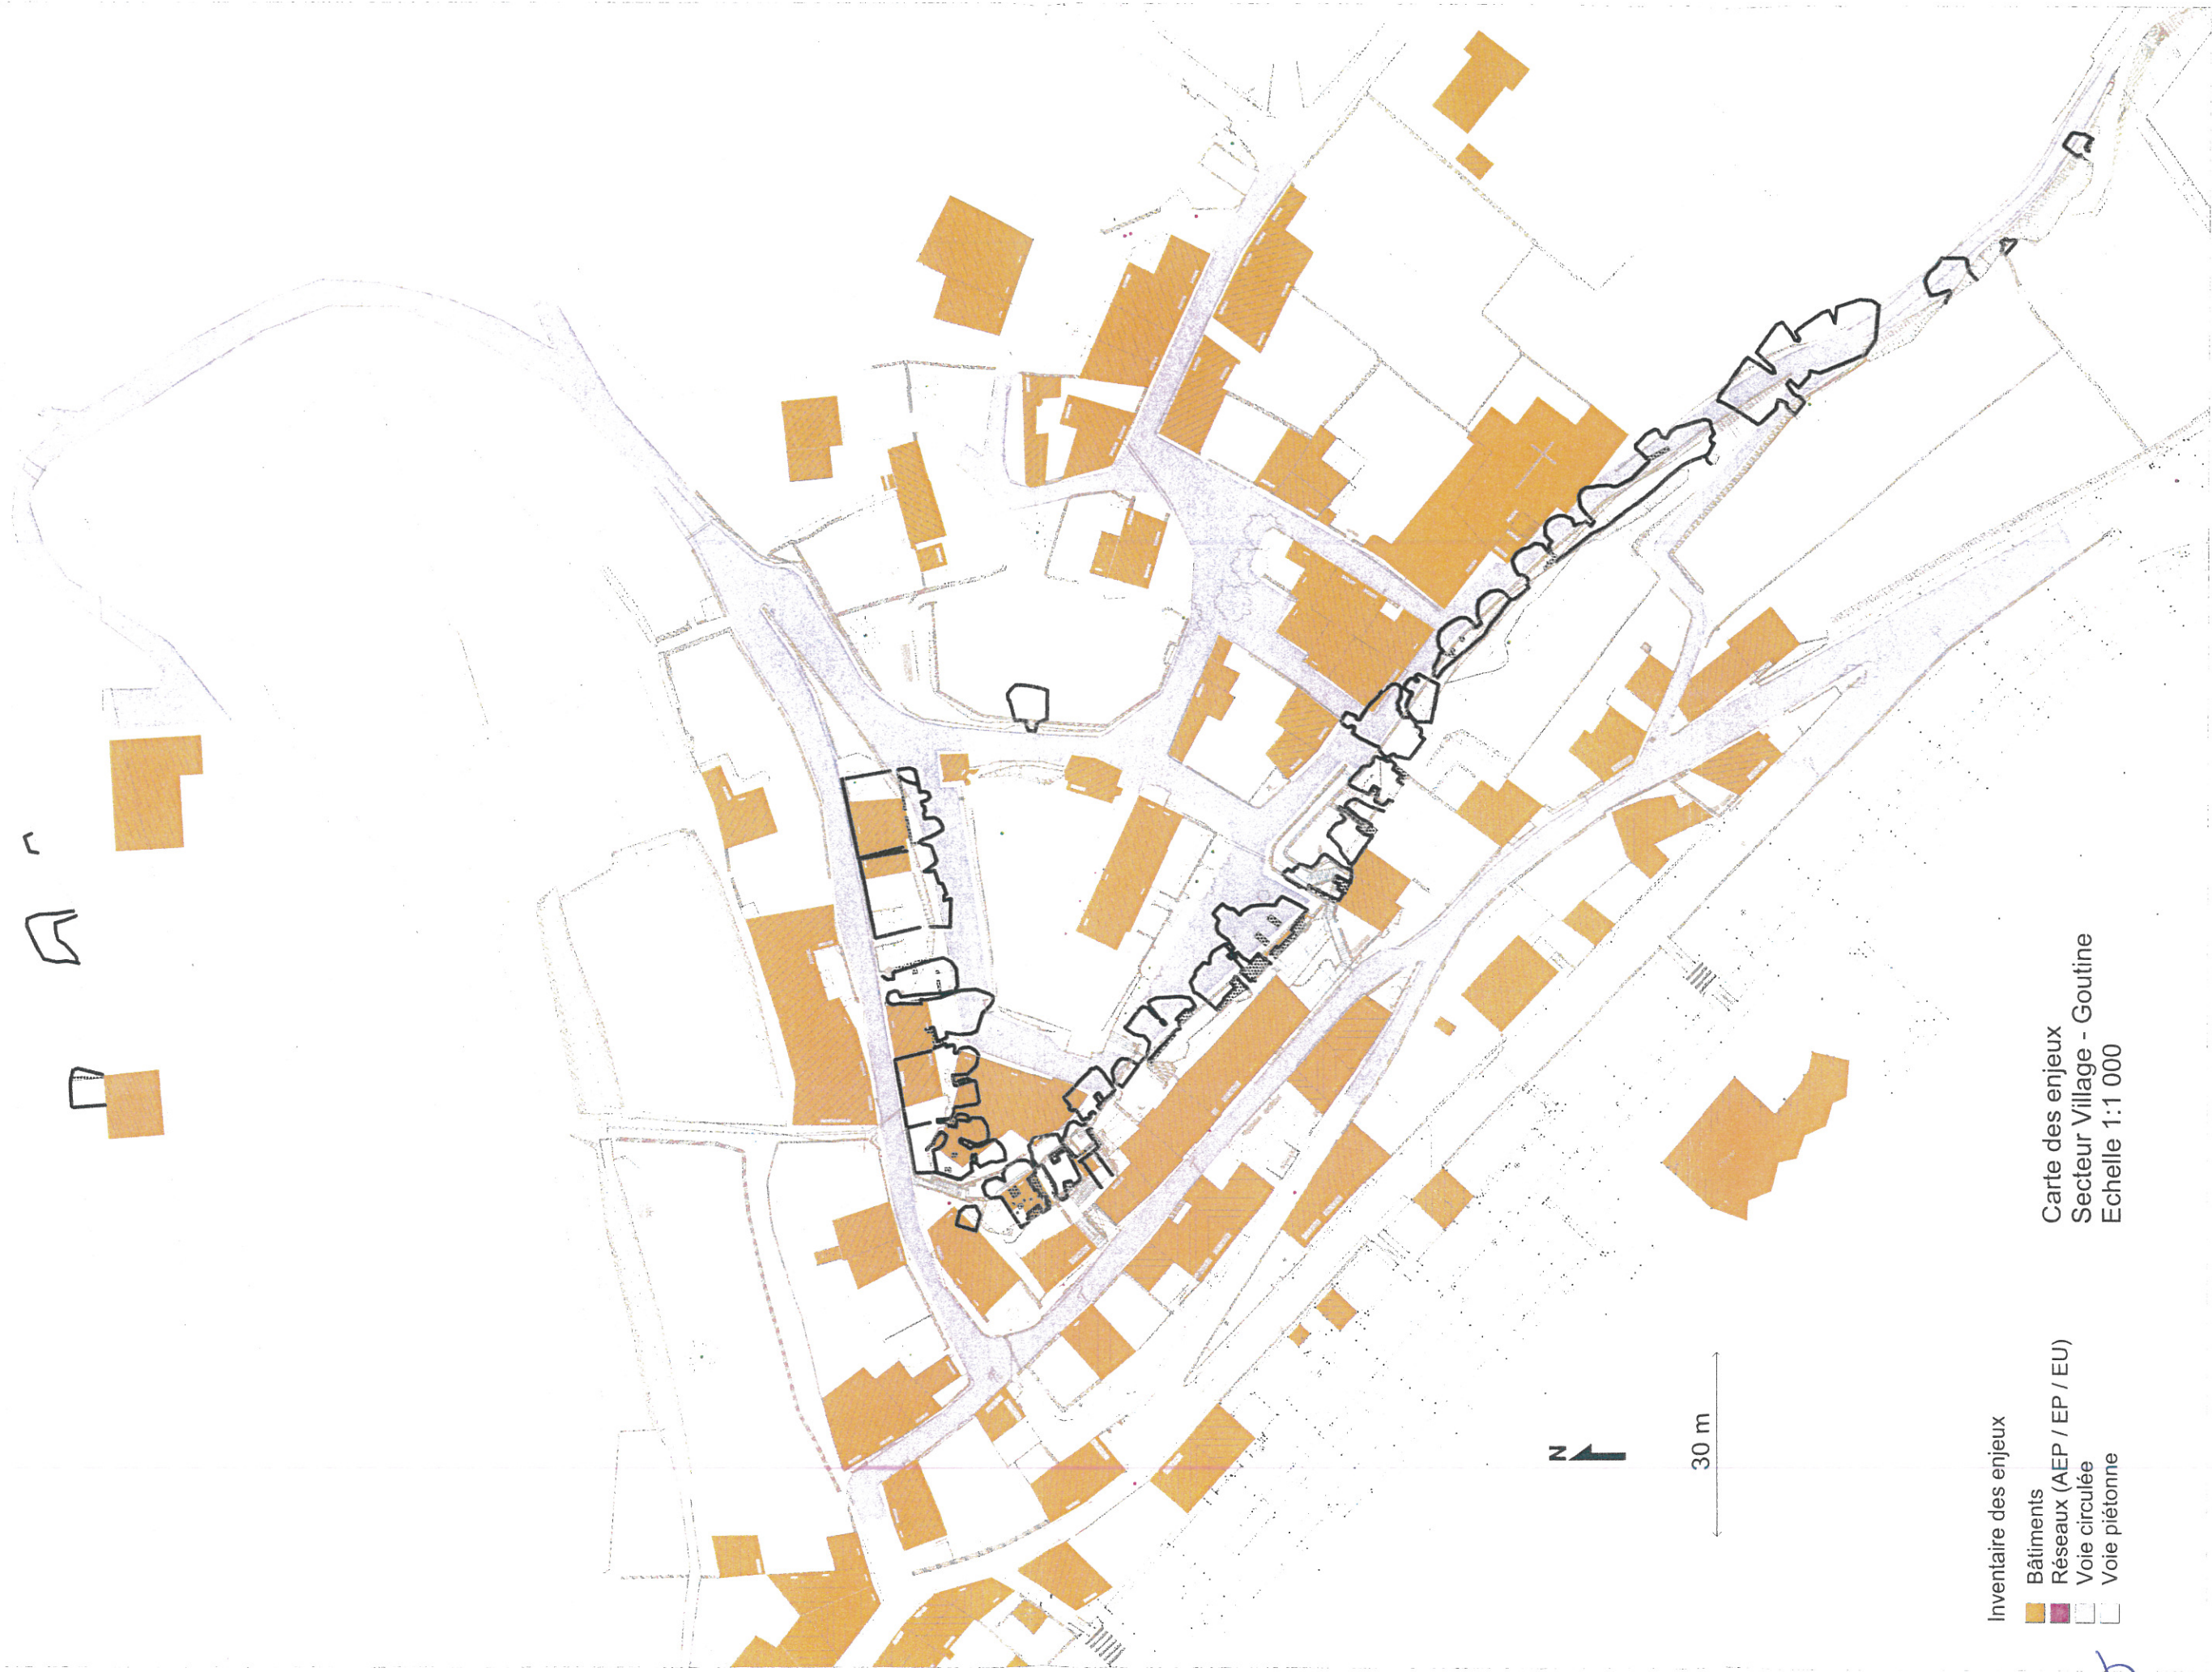 Carte des enjeux
Secteur Village - Goutine
Echelle 1:1 000
N
30 m
Inventaire des enjeux
Bâtiments
Réseaux (AEP / EP / EU)
Voie circulée
Voie piétonne